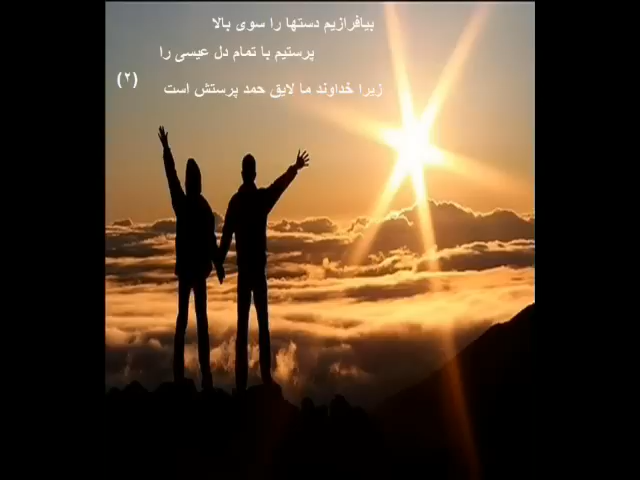 بیافرازیم دستها را سوی بالا
پرستیم با تمام دل عیسی را
زیرا خداوند ما لایق حمد پرستش است
(۲)